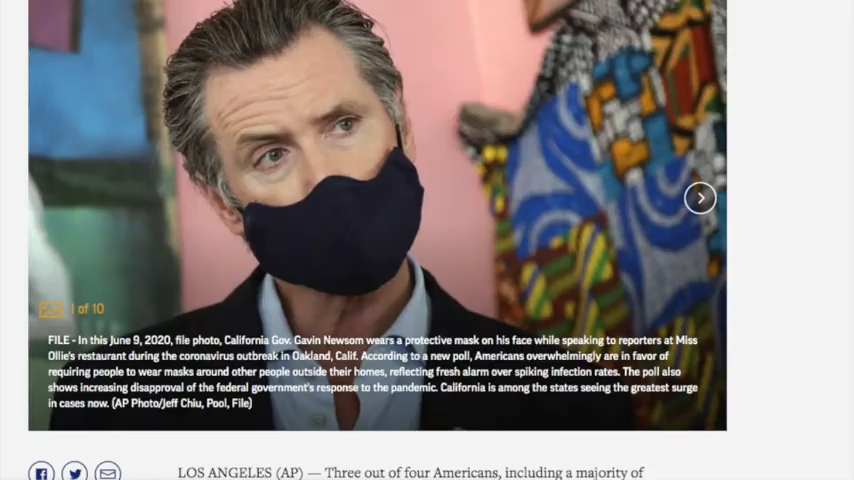 1 of 10
FILE - In this June 9, 2020, file photo, California Gov. Gavin Newsom wears a protective mask on his face while speaking to reporters at Miss
Ollie's restaurant during the coronavirus outbreak in Oakland, Calif. According to a new poll, Americans overwhelmingly are in favor of
requiring people to wear masks around other people outside their homes, reflecting fresh alarm over spiking infection rates. The poll also
shows increasing disapproval of the federal government's response to the pandemic. California is among the states seeing the greatest surge
in cases now. (AP Photo/Jeff Chiu, Pool, File)
LOS ANGELES (AP) — Three out of four Americans, including a majority of